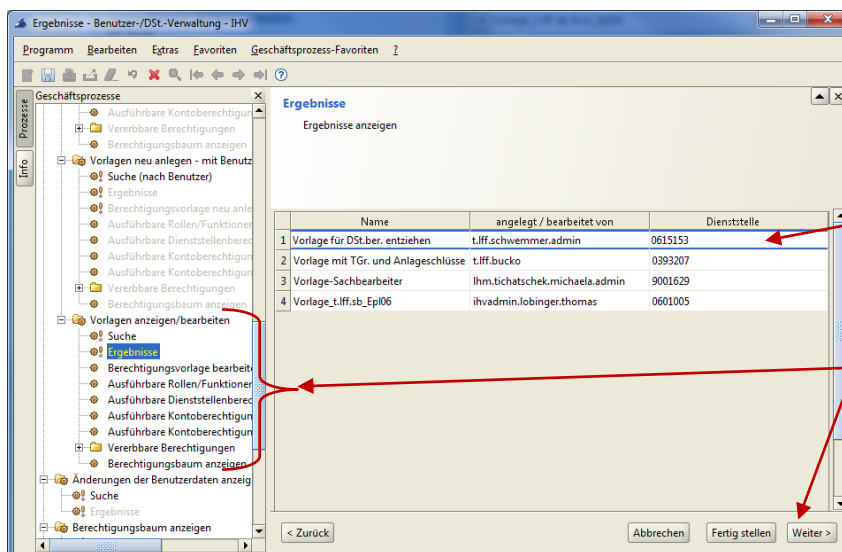 Ergebnisse - Benutzer-/DSt.-Verwaltung - IHV
Programm Bearbeiten Extras Favoriten Geschäftsprozess-Favoriten ?
Prozesse
Info
Geschäftsprozesse
Ausführbare Kontoberechtigun
Vererbbare Berechtigungen
Berechtigungsbaum anzeigen
Vorlagen neu anlegen - mit Benutz
Suche (nach Benutzer)
Ergebnisse
Berechtigungsvorlage neu anle
Ausführbare Rollen/Funktioner
Ausführbare Dienststellenberec
Ausführbare Kontoberechtigun
Ausführbare Kontoberechtigun
Vererbbare Berechtigungen
Berechtigungsbaum anzeigen
Vorlagen anzeigen/bearbeiten
Suche
Ergebnisse
Berechtigungsvorlage bearbeite
Ausführbare Rollen/Funktioner
Ausführbare Dienststellenberec
Ausführbare Kontoberechtigun
Ausführbare Kontoberechtigun
Vererbbare Berechtigungen
Berechtigungsbaum anzeigen
Änderungen der Benutzerdaten anzeig
Suche
Ergebnisse
Berechtigungsbaum anzeigen
Ergebnisse
Ergebnisse anzeigen
Name angelegt / bearbeitet von Dienststelle
1 Vorlage für DSt.ber. entziehen t.lff.schwemmer.admin 0615153
2 Vorlage mit TGr. und Anlageschlüsse t.lff.bucko 0393207
3 Vorlage-Sachbearbeiter lhm.tichatschek.michaela.admin 9001629
4 Vorlage_t.lff.sb_Epl06 ihvadmin.lobinger.thomas 0601005
< Zurück Abbrechen Fertig stellen Weiter >